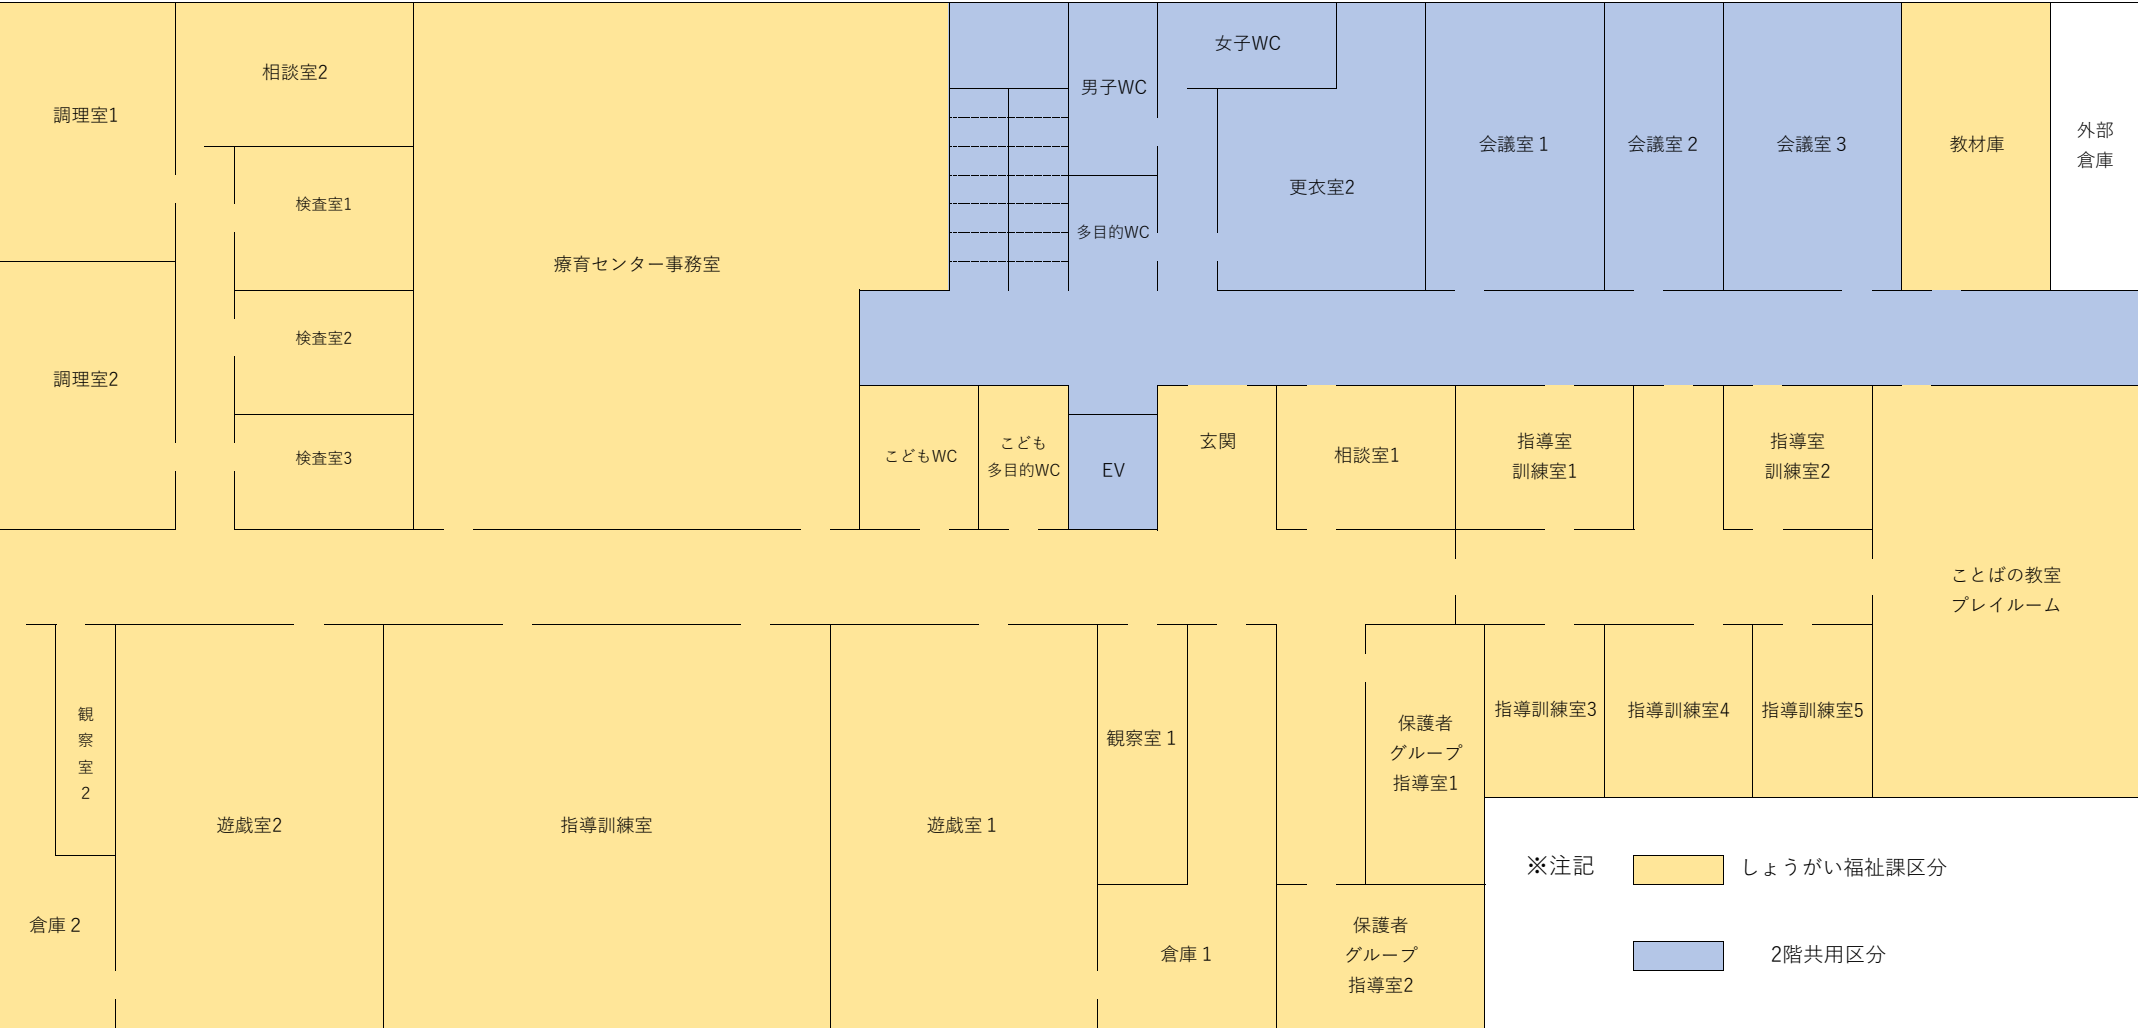 調理室1
相談室2
検査室1
調理室2
検査室2
検査室3
療育センター事務室
男子WC
女子WC
多目的WC
更衣室2
会議室１
会議室２
会議室３
教材庫
外部
倉庫
こどもWC
こども
多目的WC
EV
玄関
相談室1
指導室
訓練室1
指導室
訓練室2
ことばの教室
プレイルーム
観
察
室
2
倉庫２
遊戯室2
指導訓練室
遊戯室１
観察室１
倉庫１
保護者
グループ
指導室1
保護者
グループ
指導室2
指導訓練室3
指導訓練室4
指導訓練室5
※注記
しょうがい福祉課区分
2階共用区分